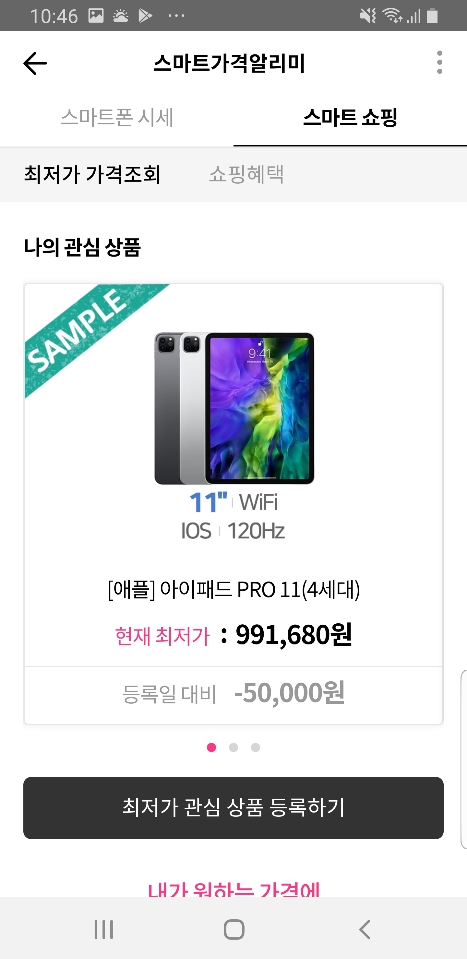 10:46
스마트가격알리미
스마트폰 시세
스마트 쇼핑
최저가 가격조회
쇼핑혜택
나의 관심 상품
SAMPLE
9:41
11" WiFi
IOS 120Hz
[애플] 아이패드 PRO 11(4세대)
현재 최저가 : 991,680원
등록일 대비 -50,000원
최저가 관심 상품 등록하기
내가 원하는 가격에